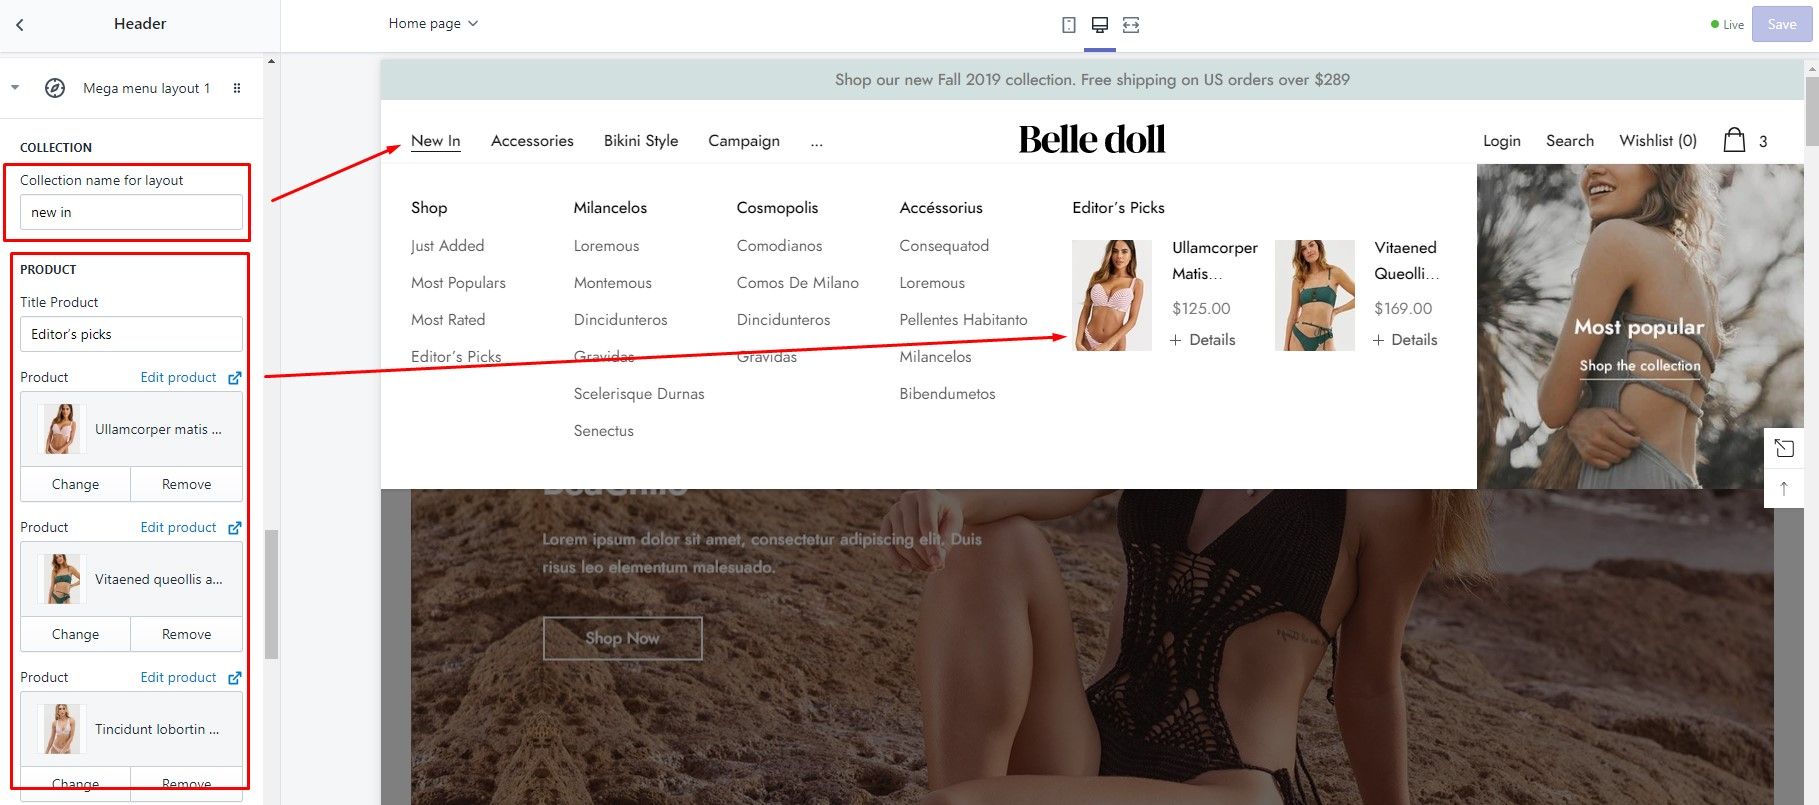 Header
Home page
Live
Save
Mega menu layout 1
COLLECTION
Collection name for layout
new in
PRODUCT
Title Product
Editor's picks
Product Edit product
Ullamcorper matis ...
Change Remove
Product Edit product
Vitaened queollis a...
Change Remove
Product Edit product
Tincidunt lobortin ...
Change Remove
Shop our new Fall 2019 collection. Free shipping on US orders over $289
New In Accessories Bikini Style Campaign ... Belle doll Login Search Wishlist (0) 3
Shop
Just Added
Most Populars
Most Rated
Editor's Picks
Milancelos
Loremous
Montemous
Dincidunteros
Gravidas
Scelerisque Durnas
Senectus
Cosmopolis
Comodianos
Comos De Milano
Dincidunteros
Gravidas
Accéssorius
Consequatod
Loremous
Pellentes Habitanto
Milancelos
Bibendumetos
Editor's Picks
Ullamcorper
Matis...
$125.00
+ Details
Vitaened
Queolli...
$169.00
+ Details
Most popular
Shop the collection
Lorem ipsum dolor sit amet, consectetur adipiscing elit. Duis
risus leo elementum malesuado.
Shop Now